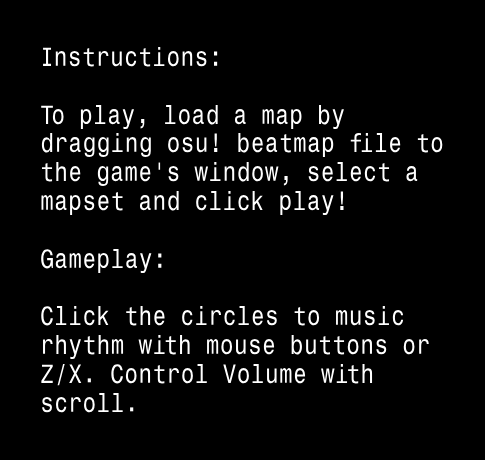 Instructions:
To play, load a map by
dragging osu! beatmap file to
the game's window, select a
mapset and click play!
Gameplay:
Click the circles to music
rhythm with mouse buttons or
Z/X. Control Volume with
scroll.